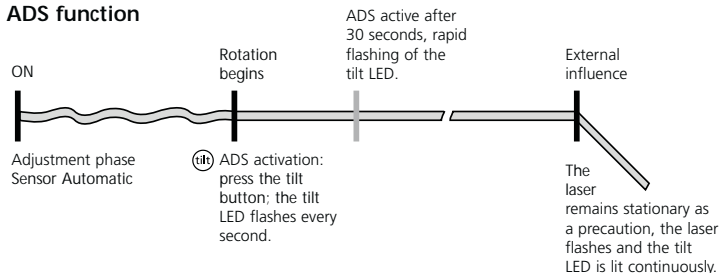 ADS function
ON
Adjustment phase
Sensor Automatic
Rotation
begins
tilt
ADS activation:
press the tilt
button; the tilt
LED flashes every
second.
ADS active after
30 seconds, rapid
flashing of the
tilt LED.
External
influence
The
laser
remains stationary as
a precaution, the laser
flashes and the tilt
LED is lit continuously.